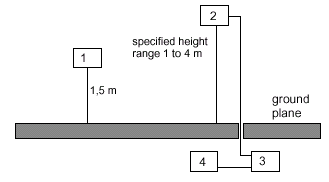 2
specified height
range 1 to 4 m
1
1,5 m
ground
plane
4
3